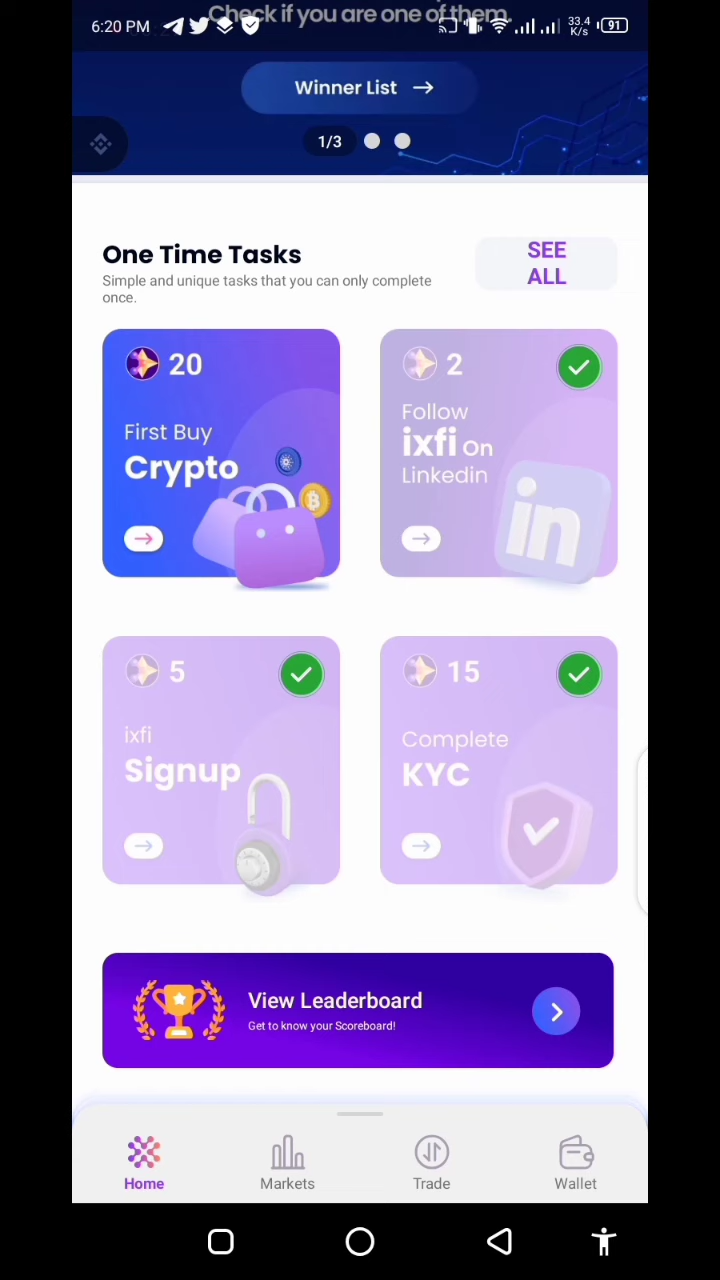 Check if you are one of them.
6:20 PM
33.4
K/s
91
Winner List
1/3
One Time Tasks
SEE
ALL
Simple and unique tasks that you can only complete
once.
20
First Buy
Crypto
2
Follow
ixfi On
Linkedin
in
5
ixfi
Signup
15
Complete
KYC
View Leaderboard
Get to know your Scoreboard!
Home
Markets
Trade
Wallet